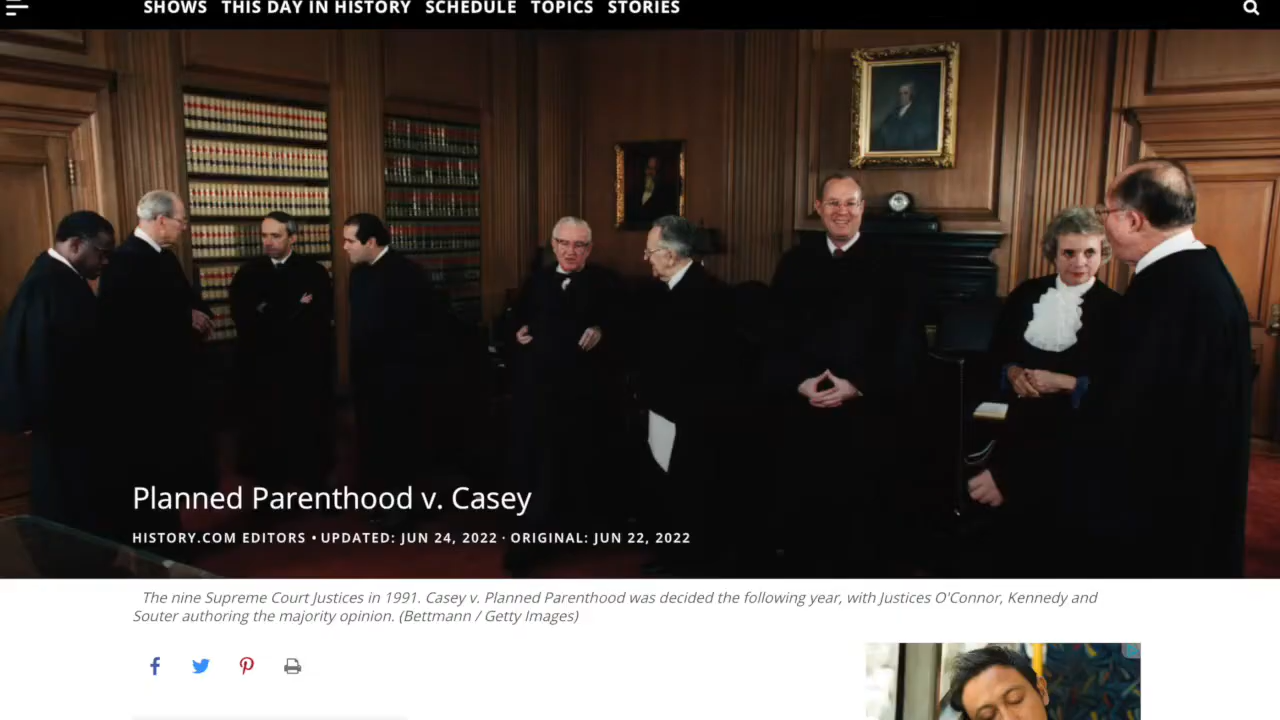 SHOWS THIS DAY IN HISTORY SCHEDULE TOPICS STORIES
Planned Parenthood v. Casey
HISTORY.COM EDITORS • UPDATED: JUN 24, 2022 · ORIGINAL: JUN 22, 2022
The nine Supreme Court Justices in 1991. Casey v. Planned Parenthood was decided the following year, with Justices O'Connor, Kennedy and
Souter authoring the majority opinion. (Bettmann / Getty Images)